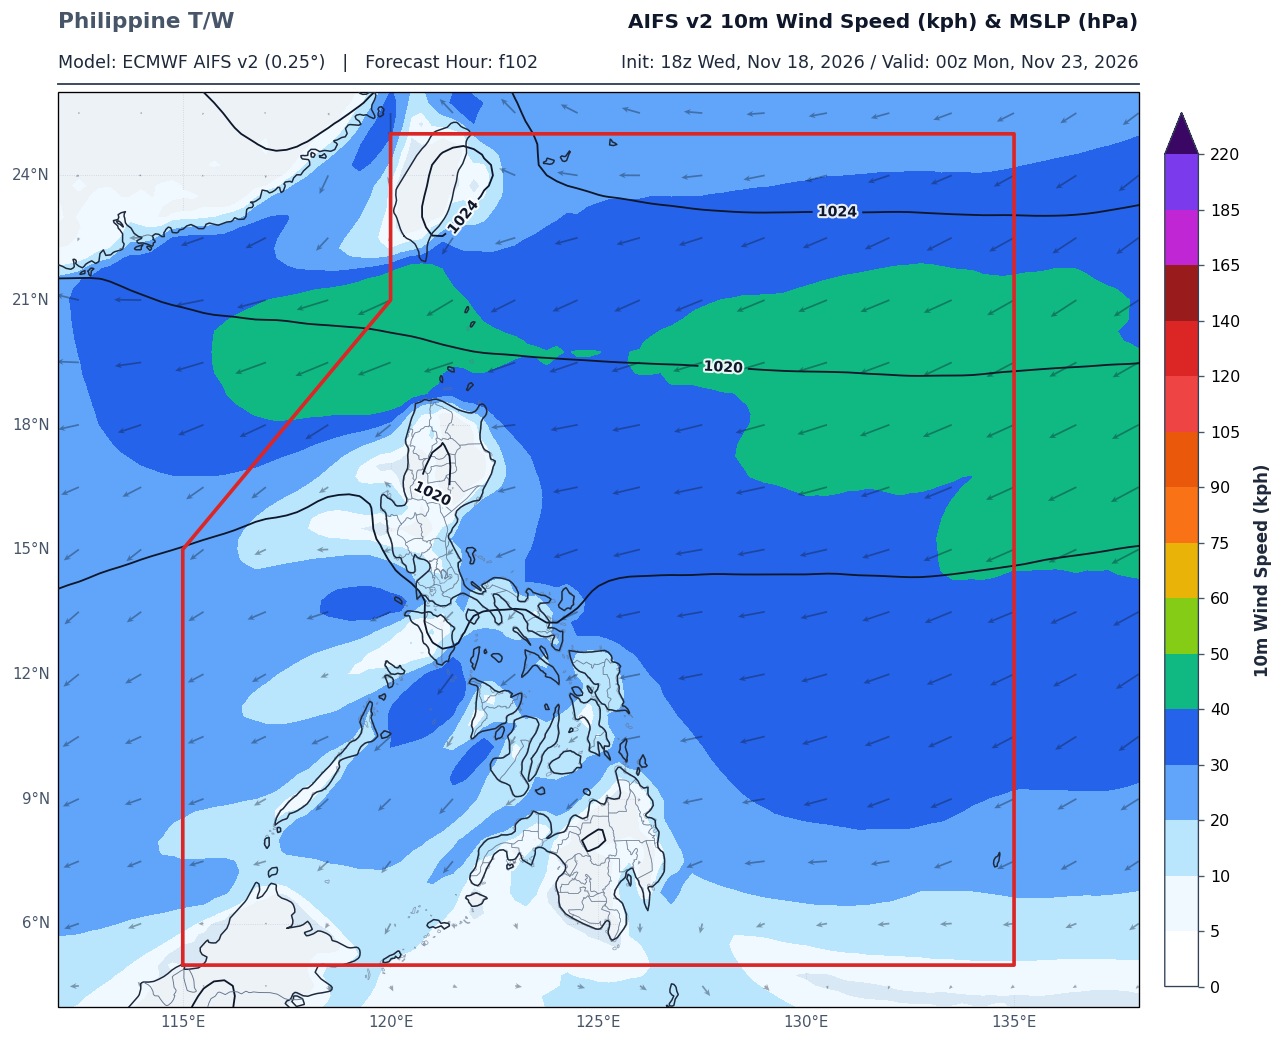 Philippine T/W
AIFS v2 10m Wind Speed (kph) & MSLP (hPa)
Model: ECMWF AIFS v2 (0.25°) | Forecast Hour: f102
Init: 18z Wed, Nov 18, 2026 / Valid: 00z Mon, Nov 23, 2026
24°N
21°N
18°N
15°N
12°N
9°N
6°N
115°E
120°E
125°E
130°E
135°E
1024
1024
1020
1020
220
185
165
140
120
105
90
75
60
50
40
30
20
10
5
0
10m Wind Speed (kph)